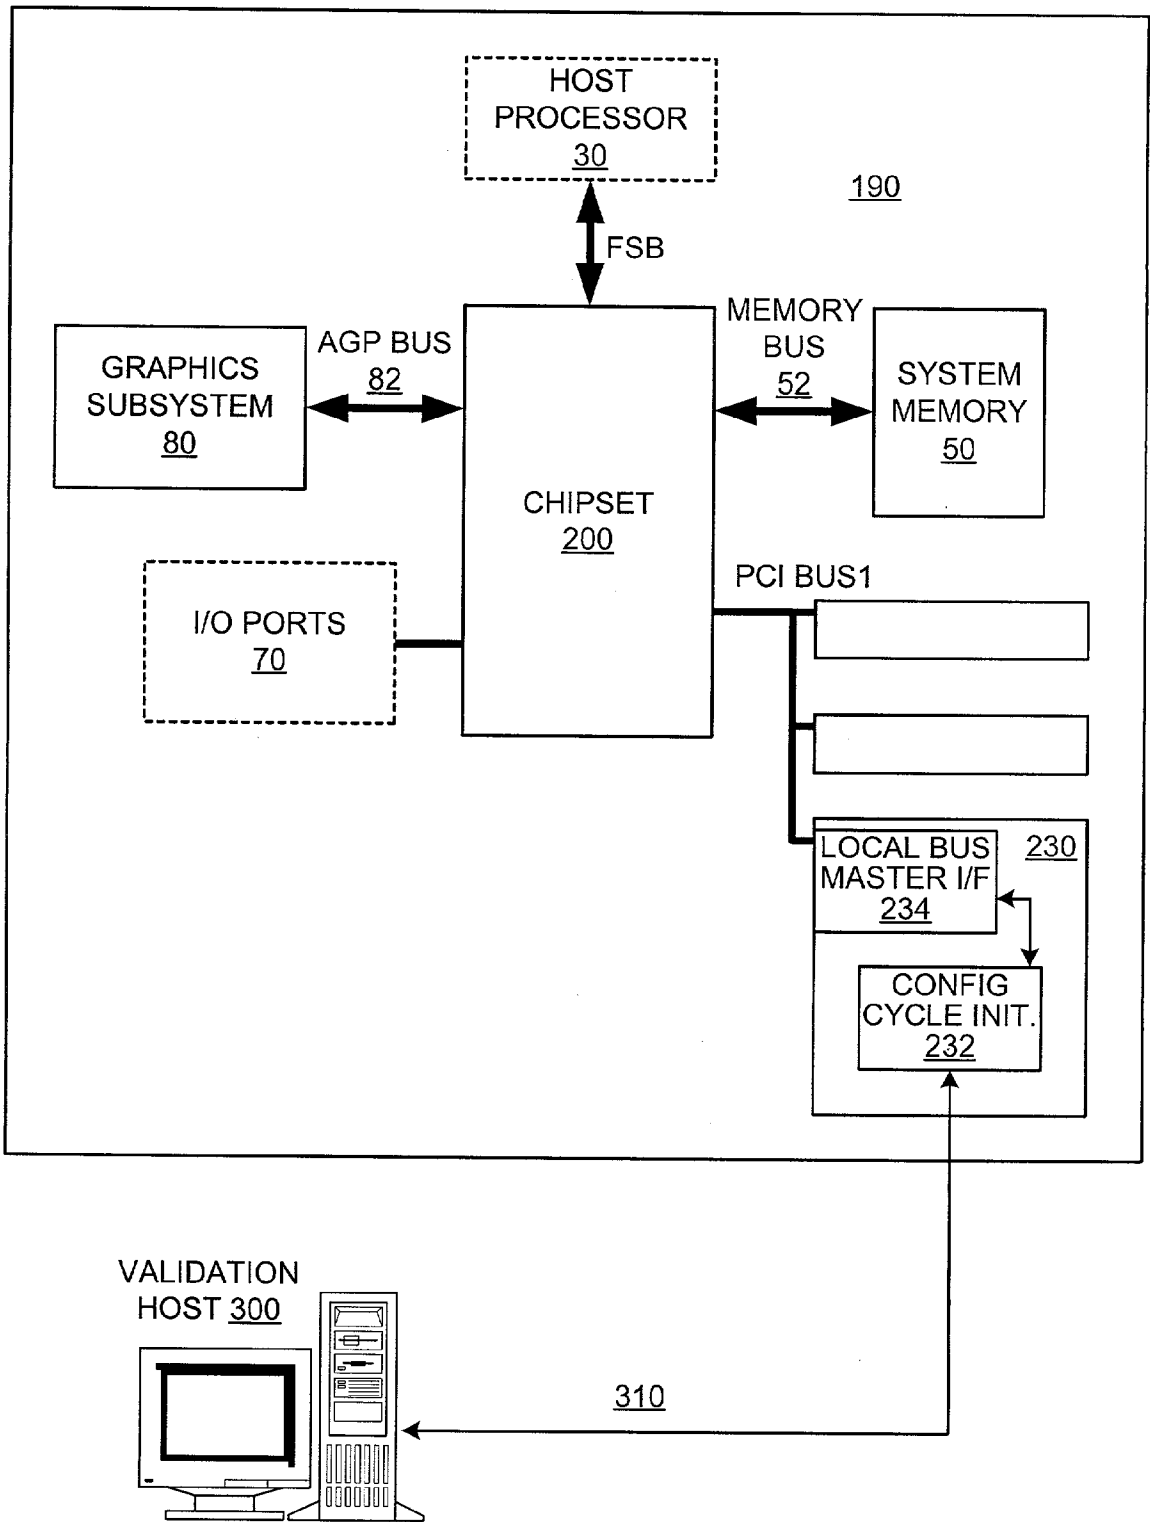 HOST
PROCESSOR
30
190
FSB
AGP BUS
82
MEMORY
BUS
52
GRAPHICS
SUBSYSTEM
80
SYSTEM
MEMORY
50
CHIPSET
200
PCI BUS1
I/O PORTS
70
LOCAL BUS
MASTER I/F
234
230
CONFIG
CYCLE INIT.
232
VALIDATION
HOST 300
310